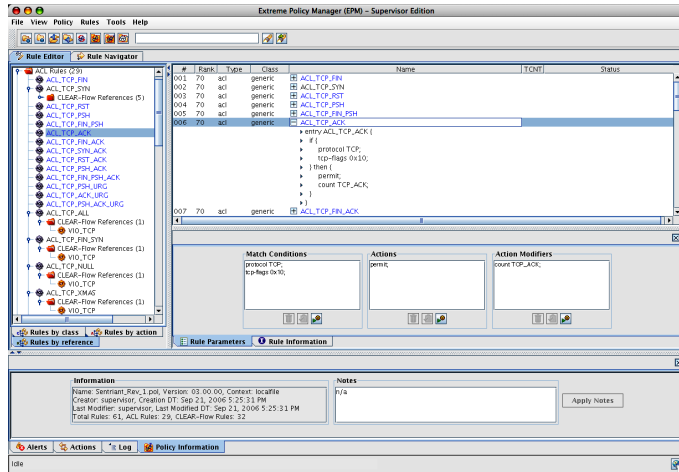 Extreme Policy Manager (EPM) – Supervisor Edition
File View Policy Rules Tools Help
Rule Editor Rule Navigator
ACL Rules (29)
ACL_TCP_FIN
ACL_TCP_SYN
CLEAR-Flow References (5)
ACL_TCP_RST
ACL_TCP_PSH
ACL_TCP_FIN_PSH
ACL_TCP_ACK
ACL_TCP_FIN_ACK
ACL_TCP_SYN_ACK
ACL_TCP_RST_ACK
ACL_TCP_PSH_ACK
ACL_TCP_FIN_PSH_ACK
ACL_TCP_PSH_URG
ACL_TCP_ACK_URG
ACL_TCP_PSH_ACK_URG
ACL_TCP_ALL
CLEAR-Flow References (1)
VIO_TCP
ACL_TCP_FIN_SYN
CLEAR-Flow References (1)
VIO_TCP
ACL_TCP_NULL
CLEAR-Flow References (1)
VIO_TCP
ACL_TCP_XMAS
CLEAR-Flow References (1)
VIO_TCP
Rules by class Rules by action
Rules by reference
# Rank Type Class Name TCNT Status
001 70 acl generic ACL_TCP_FIN
002 70 acl generic ACL_TCP_SYN
003 70 acl generic ACL_TCP_RST
004 70 acl generic ACL_TCP_PSH
005 70 acl generic ACL_TCP_FIN_PSH
006 70 acl generic ACL_TCP_ACK
entry ACL_TCP_ACK {
if {
protocol TCP;
tcp-flags 0x10;
} then {
permit;
count TCP_ACK;
}
}
007 70 acl generic ACL_TCP_FIN_ACK
Match Conditions
protocol TCP;
tcp-flags 0x10;
Actions
permit;
Action Modifiers
count TCP_ACK;
Rule Parameters Rule Information
Information
Name: Sentriant_Rev_1.pol, Version: 03.00.00, Context: localfile
Creator: supervisor, Creation DT: Sep 21, 2006 5:25:31 PM
Last Modifier: supervisor, Last Modified DT: Sep 21, 2006 5:25:31 PM
Total Rules: 61, ACL Rules: 29, CLEAR-Flow Rules: 32
Notes
n/a
Apply Notes
Alerts Actions Log Policy Information
Idle